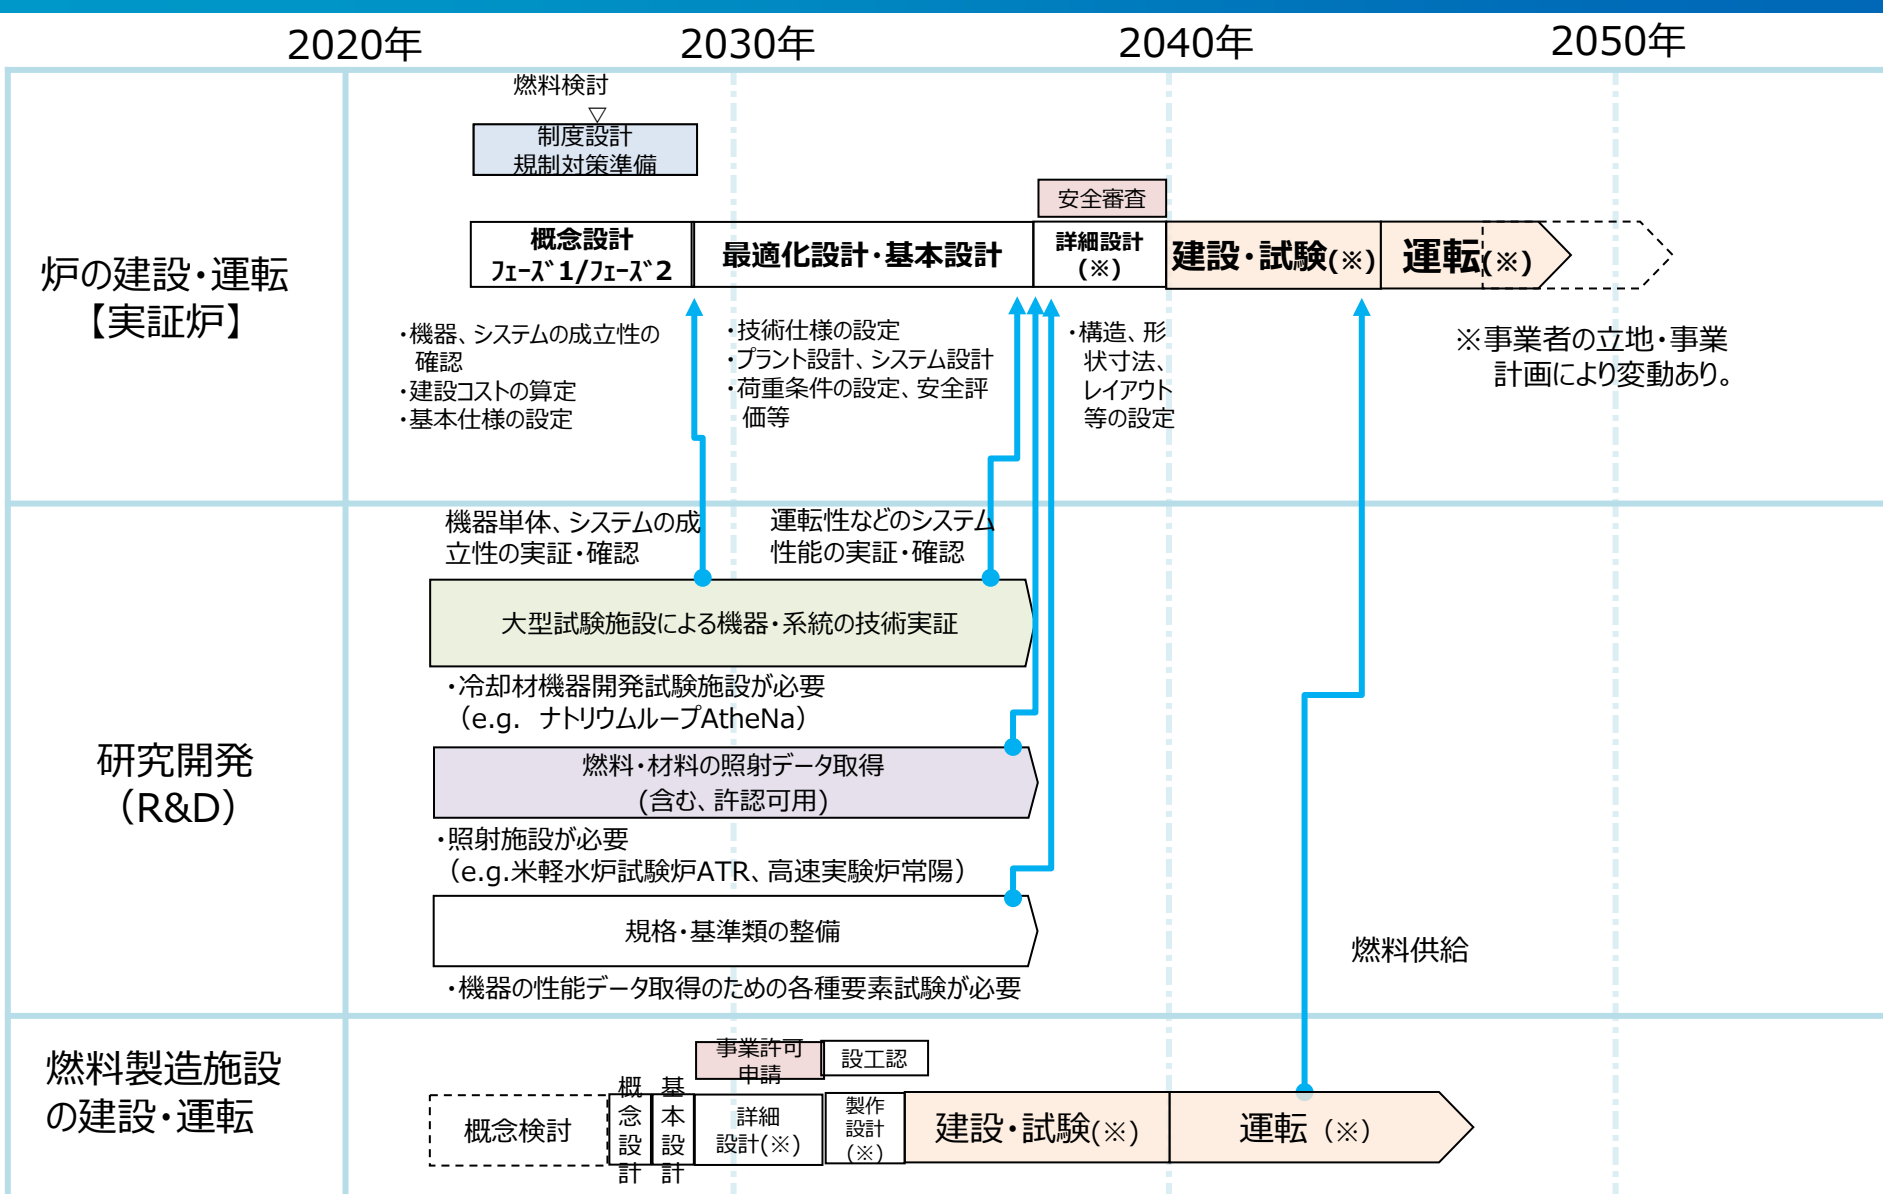 2020年
2030年
2040年
2050年
炉の建設・運転
【実証炉】
燃料検討
▽
制度設計
規制対策準備
安全審査
概念設計
ﾌｪｰｽﾞ1/ﾌｪｰｽﾞ2
最適化設計・基本設計
詳細設計
(※)
建設・試験(※)
運転(※)
・機器、システムの成立性の
確認
・建設コストの算定
・基本仕様の設定
・技術仕様の設定
・プラント設計、システム設計
・荷重条件の設定、安全評
価等
・構造、形
状寸法、
レイアウト
等の設定
※事業者の立地・事業
計画により変動あり。
研究開発
（R&D）
機器単体、システムの成
立性の実証・確認
運転性などのシステム
性能の実証・確認
大型試験施設による機器・系統の技術実証
・冷却材機器開発試験施設が必要
（e.g. ナトリウムループAtheNa）
燃料・材料の照射データ取得
(含む、許認可用)
・照射施設が必要
（e.g.米軽水炉試験炉ATR、高速実験炉常陽）
規格・基準類の整備
・機器の性能データ取得のための各種要素試験が必要
燃料供給
燃料製造施設
の建設・運転
事業許可
申請
設工認
概念検討
概念設計
基本設計
詳細
設計(※)
製作
設計
(※)
建設・試験(※)
運転（※）